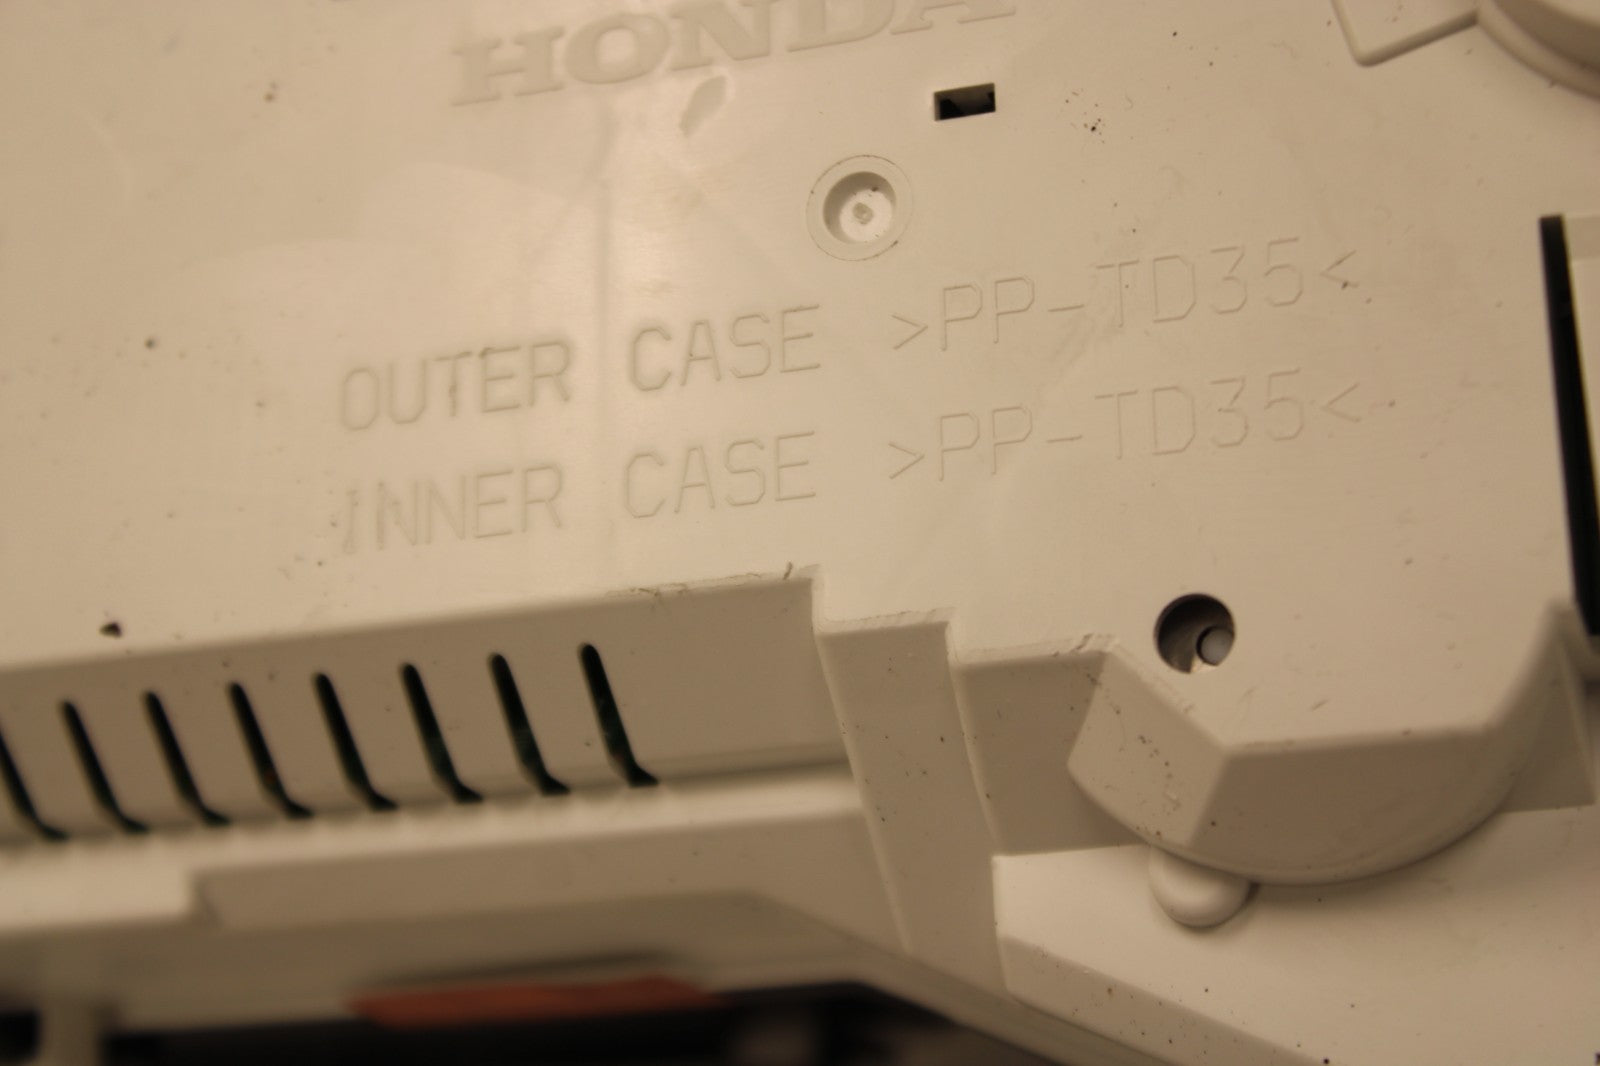 HONDA
OUTER CASE >PP-TD35<
INNER CASE >PP-TD35<